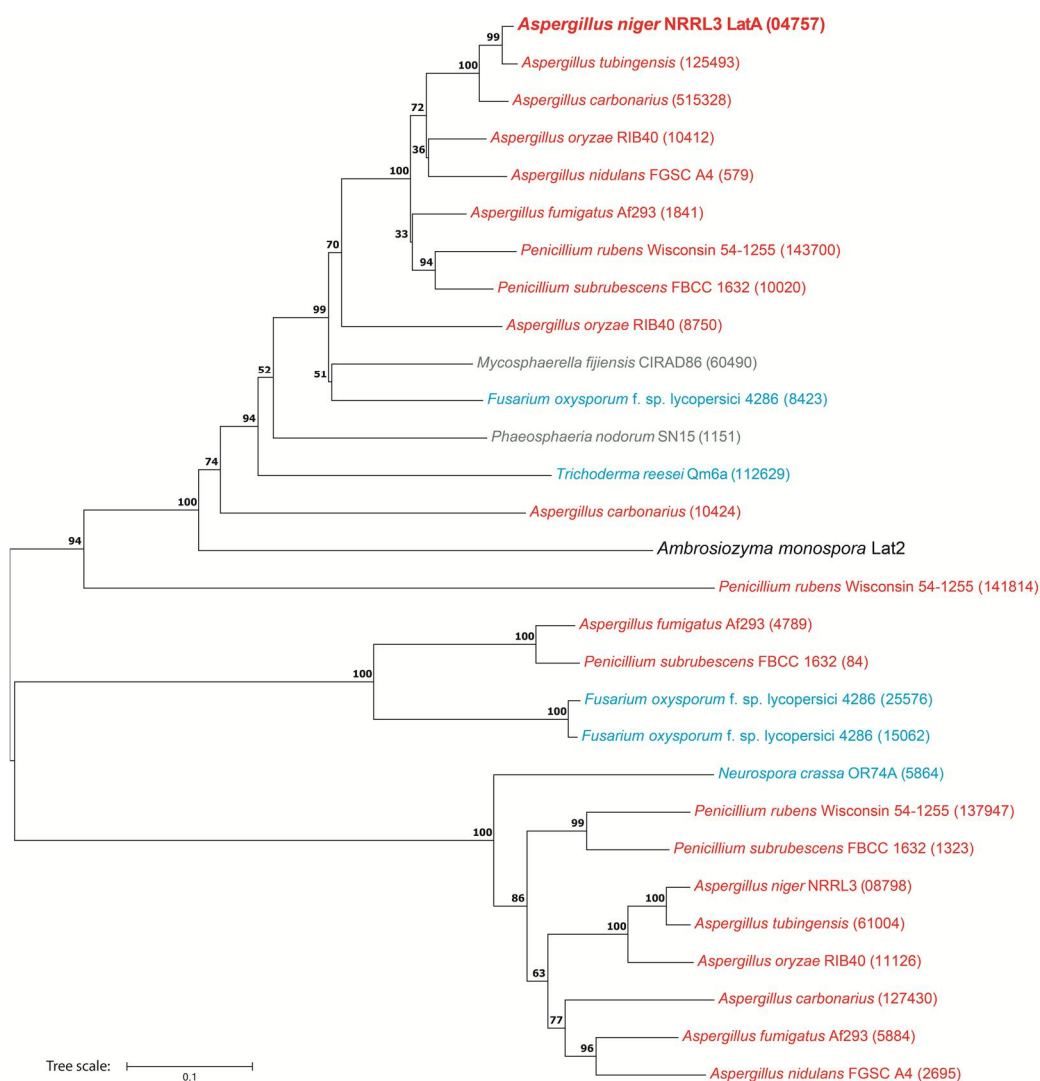 Aspergillus niger NRRL3 LatA (04757)
99
Aspergillus tubingensis (125493)
100
Aspergillus carbonarius (515328)
72
Aspergillus oryzae RIB40 (10412)
36
100
Aspergillus nidulans FGSC A4 (579)
Aspergillus fumigatus Af293 (1841)
33
70
Penicillium rubens Wisconsin 54-1255 (143700)
94
Penicillium subrubescens FBCC 1632 (10020)
99
Aspergillus oryzae RIB40 (8750)
Mycosphaerella fijiensis CIRAD86 (60490)
52
51
Fusarium oxysporum f. sp. lycopersici 4286 (8423)
94
Phaeosphaeria nodorum SN15 (1151)
74
Trichoderma reesei Qm6a (112629)
100
Aspergillus carbonarius (10424)
94
Ambrosiozyma monospora Lat2
Penicillium rubens Wisconsin 54-1255 (141814)
Aspergillus fumigatus Af293 (4789)
100
Penicillium subrubescens FBCC 1632 (84)
100
Fusarium oxysporum f. sp. lycopersici 4286 (25576)
100
Fusarium oxysporum f. sp. lycopersici 4286 (15062)
Neurospora crassa OR74A (5864)
Penicillium rubens Wisconsin 54-1255 (137947)
99
100
Penicillium subrubescens FBCC 1632 (1323)
Aspergillus niger NRRL3 (08798)
86
100
Aspergillus tubingensis (61004)
100
Aspergillus oryzae RIB40 (11126)
63
Aspergillus carbonarius (127430)
77
Aspergillus fumigatus Af293 (5884)
96
Aspergillus nidulans FGSC A4 (2695)
Tree scale:
0.1